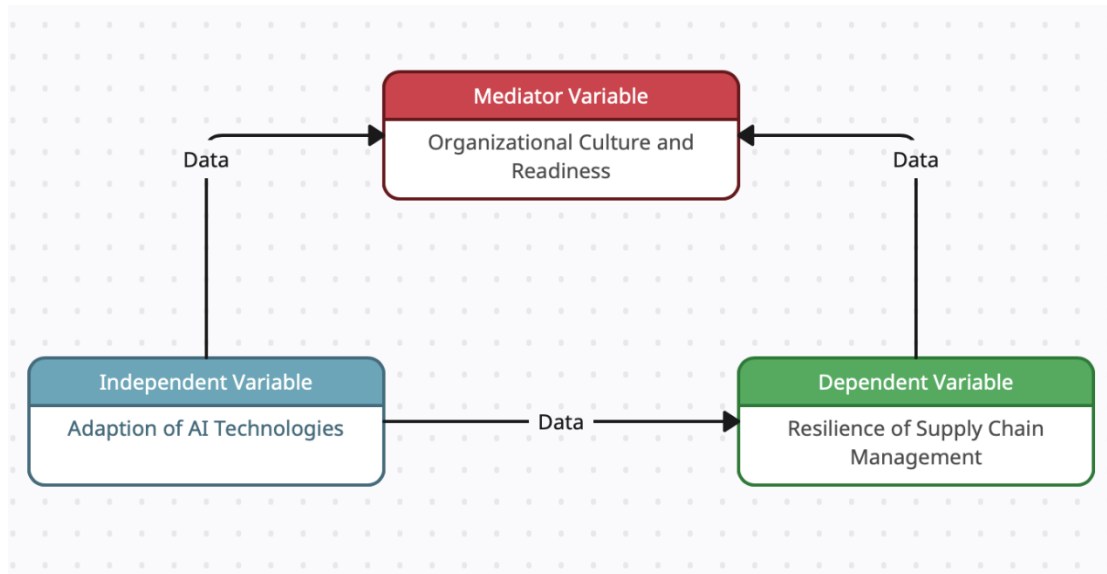 Mediator Variable
Organizational Culture and
Readiness
Data
Data
Independent Variable
Adaption of AI Technologies
Data
Dependent Variable
Resilience of Supply Chain
Management